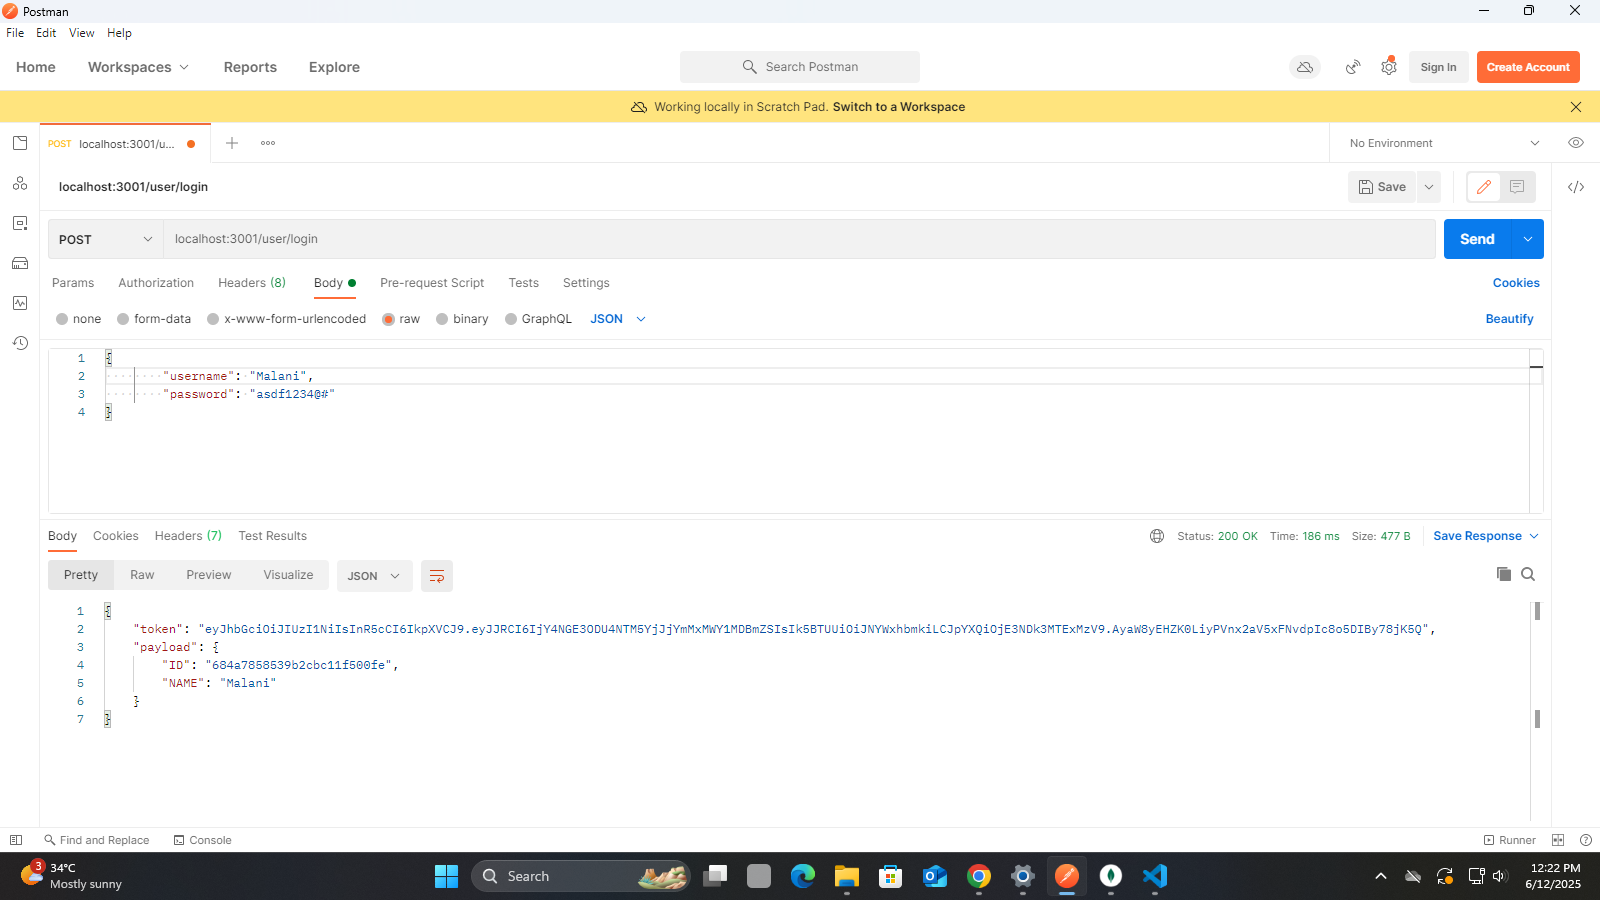 Postman
File Edit View Help
Home Workspaces Reports Explore Search Postman Sign In Create Account
Working locally in Scratch Pad. Switch to a Workspace
POST localhost:3001/u... No Environment
localhost:3001/user/login Save
POST localhost:3001/user/login Send
Params Authorization Headers (8) Body Pre-request Script Tests Settings Cookies
none form-data x-www-form-urlencoded raw binary GraphQL JSON Beautify
1 {
2 "username": "Malani",
3 "password": "asdf1234@#"
4 }
Body Cookies Headers (7) Test Results Status: 200 OK Time: 186 ms Size: 477 B Save Response
Pretty Raw Preview Visualize JSON
1 {
2 "token": "eyJhbGciOiJIUzI1NiIsInR5cCI6IkpXVCJ9.eyJJRCI6IjY4NGE3ODU4NTM5YjJjYmMxMWY1MDBmZSIsIk5BTUUiOiJNYWxhbmkiLCJpYXQiOjE3NDk3MTExMzV9.AyaW8yEHZK0LiyPVnx2aV5xFNvdpIc8o5DIBy78jK5Q",
3 "payload": {
4 "ID": "684a7858539b2cbc11f500fe",
5 "NAME": "Malani"
6 }
7 }
Find and Replace Console Runner
3 34°C
Mostly sunny
Search
12:22 PM
6/12/2025